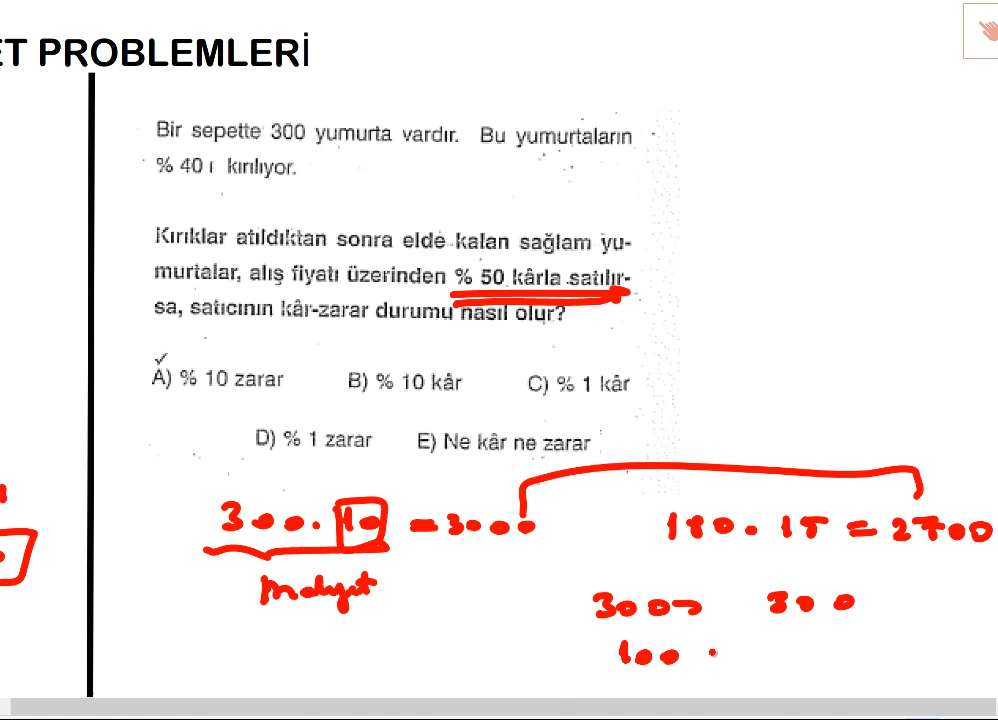 ET PROBLEMLERİ
Bir sepette 300 yumurta vardır. Bu yumurtaların
% 40 ı kırılıyor.
Kırıklar atıldıktan sonra elde kalan sağlam yu-
murtalar, alış fiyatı üzerinden % 50 kârla satılır-
sa, satıcının kâr-zarar durumu nasıl olur?
A) % 10 zarar B) % 10 kâr C) % 1 kâr
D) % 1 zarar E) Ne kâr ne zarar
300.10 = 3000 180.15 = 2700
maliyet
3000 300
100